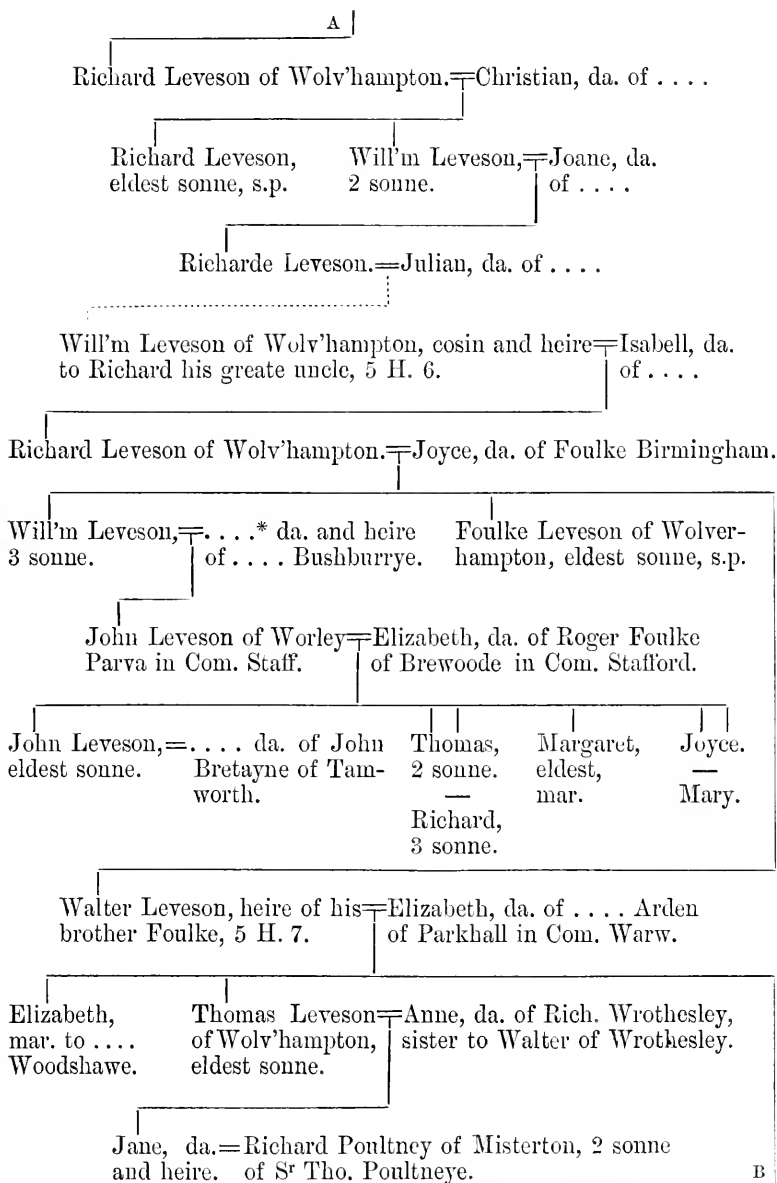 A
Richard Leveson of Wolv'hampton.=Christian, da. of . . . .
Richard Leveson, Will'm Leveson,=Joane, da.
eldest sonne, s.p. 2 sonne. of . . . .
Richarde Leveson.=Julian, da. of . . . .
Will'm Leveson of Wolv'hampton, cosin and heire=Isabell, da.
to Richard his greate uncle, 5 H. 6. of . . . .
Richard Leveson of Wolv'hampton.=Joyce, da. of Foulke Birmingham.
Will'm Leveson,=. . . .* da. and heire Foulke Leveson of Wolver-
3 sonne. of . . . . Bushburrye. hampton, eldest sonne, s.p.
John Leveson of Worley=Elizabeth, da. of Roger Foulke
Parva in Com. Staff. of Brewoode in Com. Stafford.
John Leveson,=. . . . da. of John Thomas, Margaret, Joyce.
eldest sonne. Bretayne of Tam- 2 sonne. eldest, —
worth. — mar. Mary.
Richard,
3 sonne.
Walter Leveson, heire of his=Elizabeth, da. of . . . . Arden
brother Foulke, 5 H. 7. of Parkhall in Com. Warw.
Elizabeth, Thomas Leveson=Anne, da. of Rich. Wrothesley,
mar. to . . . . of Wolv'hampton, sister to Walter of Wrothesley.
Woodshawe. eldest sonne.
Jane, da.=Richard Poultney of Misterton, 2 sonne
and heire. of Sʳ Tho. Poultneye. B